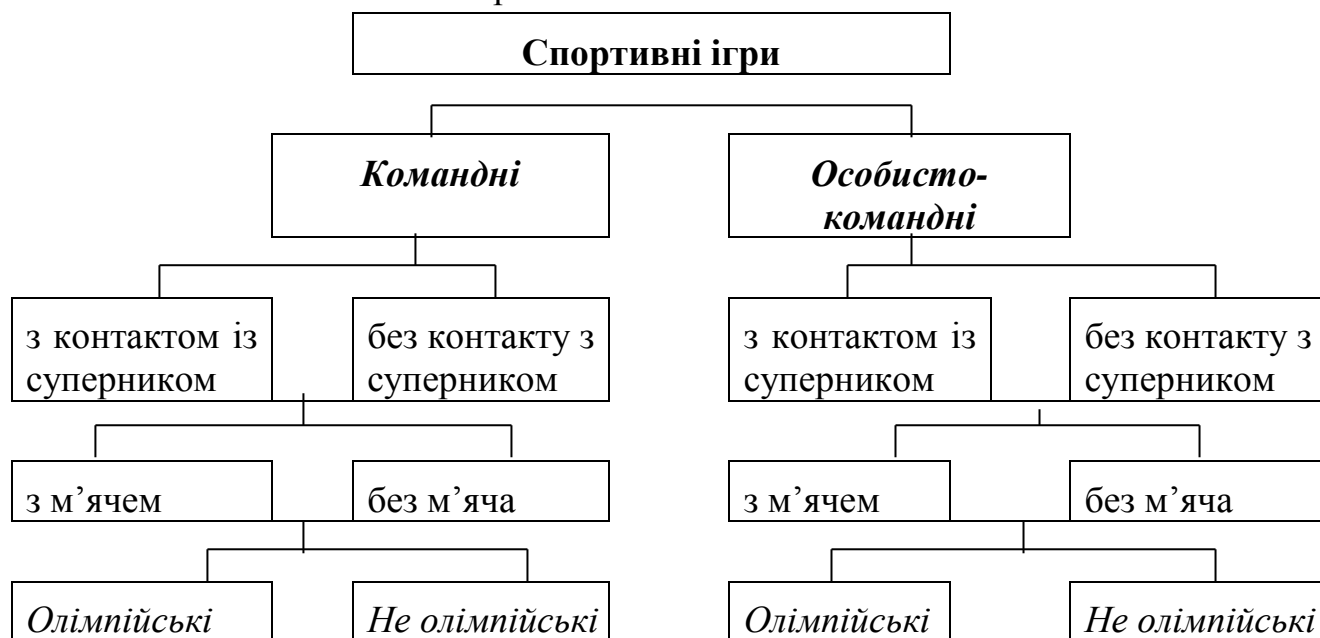 Спортивні ігри
Командні
Особисто-
командні
з контактом із
суперником
без контакту з
суперником
з контактом із
суперником
без контакту з
суперником
з м’ячем
без м’яча
з м’ячем
без м’яча
Олімпійські
Не олімпійські
Олімпійські
Не олімпійські